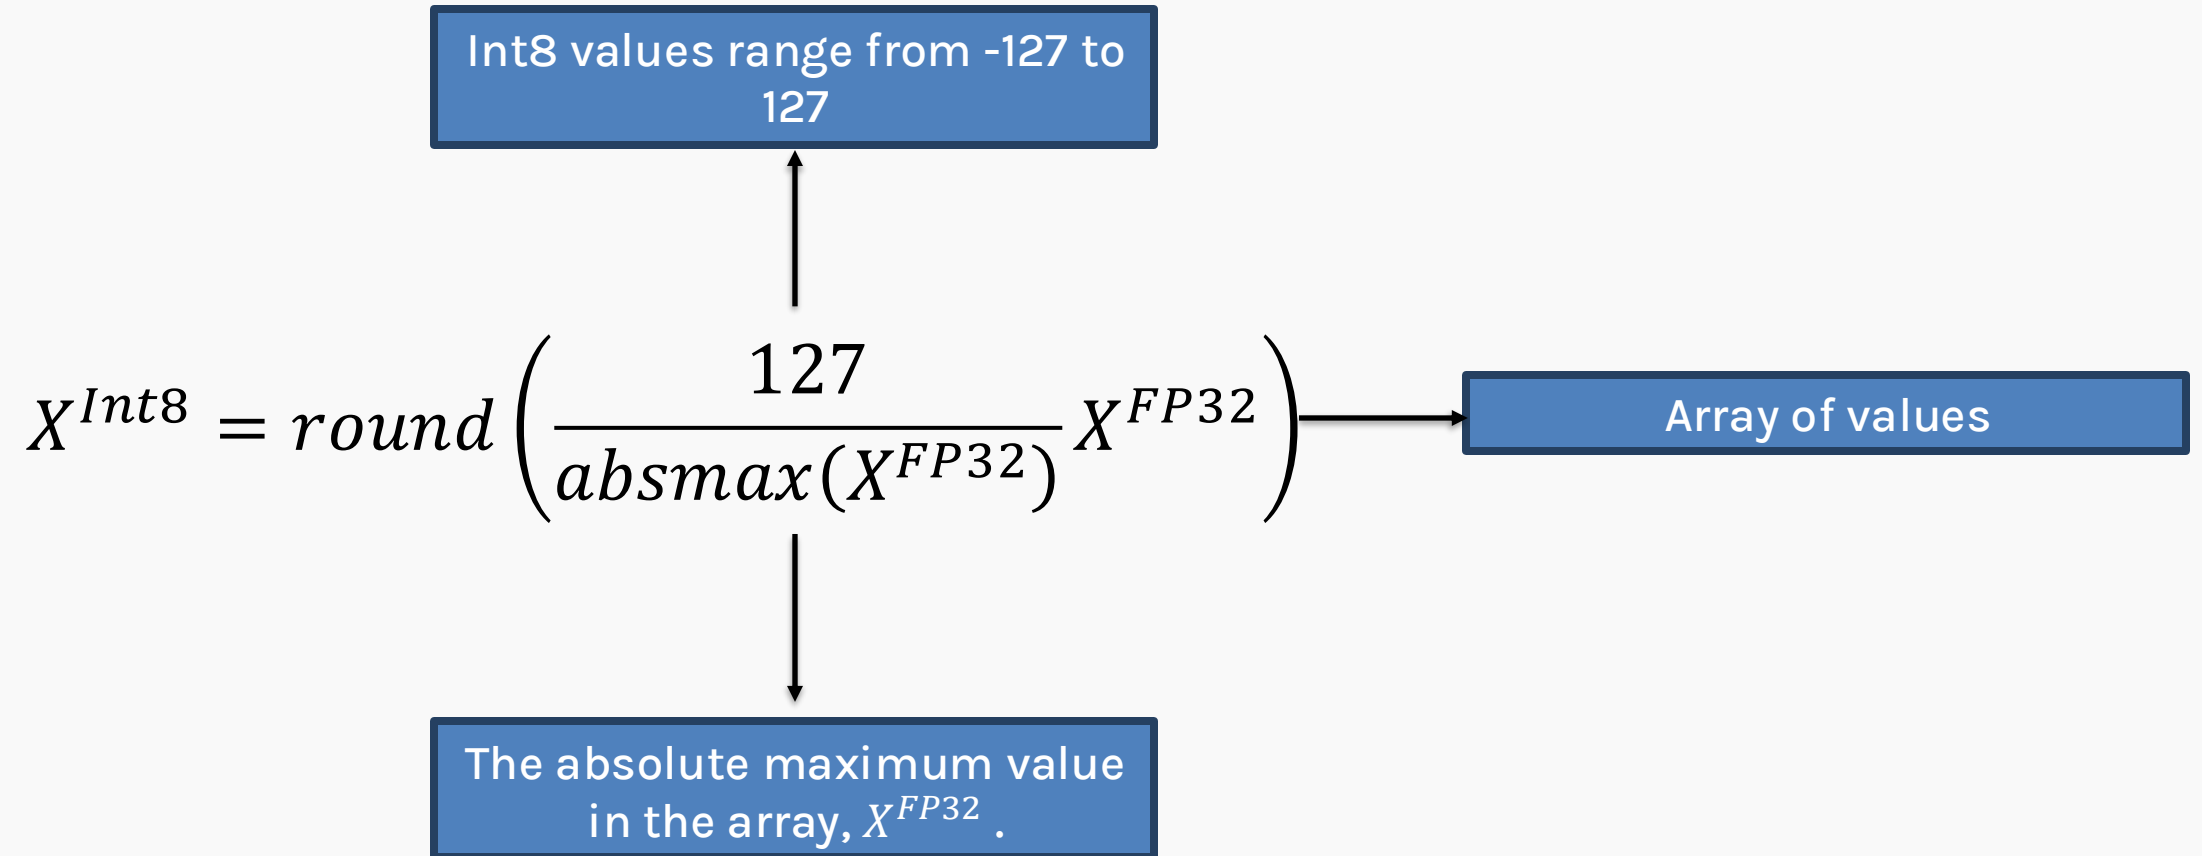 Int8 values range from -127 to
127
X^{Int8} = round(\frac{127}{absmax(X^{FP32})} X^{FP32})
Array of values
The absolute maximum value
in the array, X^{FP32} .